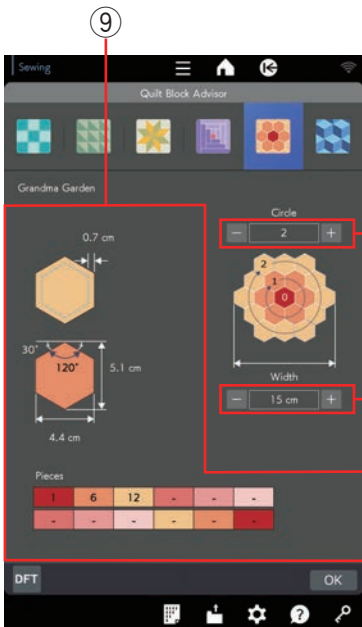 ⑨
Sewing
Quilt Block Advisor
Grandma Garden
0.7 cm
30°
120°
5.1 cm
4.4 cm
Circle
− 2 +
2
1
0
Width
− 15 cm +
Pieces
1 6 12 - - -
- - - - - -
DFT
OK
?